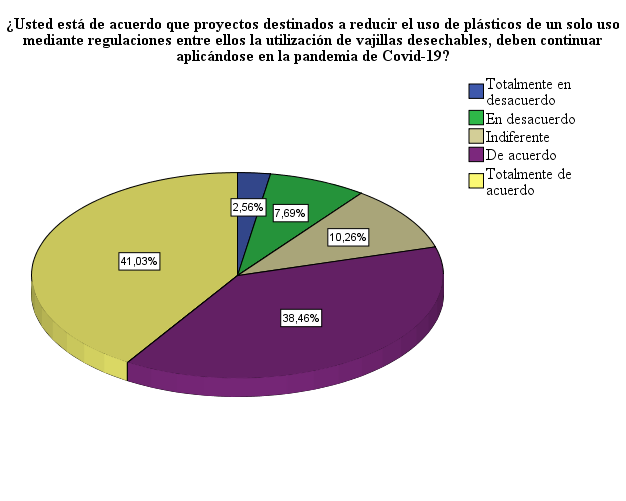 ¿Usted está de acuerdo que proyectos destinados a reducir el uso de plásticos de un solo uso
mediante regulaciones entre ellos la utilización de vajillas desechables, deben continuar
aplicándose en la pandemia de Covid-19?
Totalmente en
desacuerdo
En desacuerdo
Indiferente
De acuerdo
Totalmente de
acuerdo
2,56%
7,69%
10,26%
41,03%
38,46%